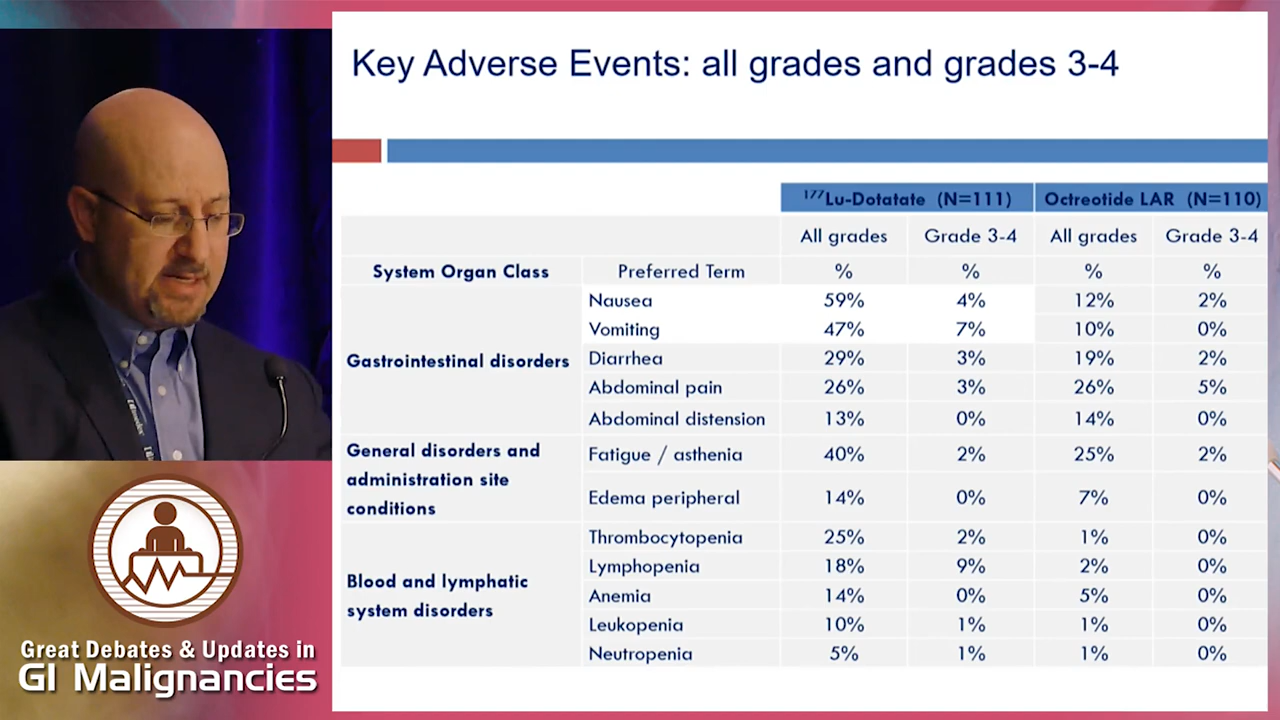 Key Adverse Events: all grades and grades 3-4
¹⁷⁷Lu-Dotatate (N=111) Octreotide LAR (N=110)
All grades Grade 3-4 All grades Grade 3-4
System Organ Class Preferred Term % % % %
Gastrointestinal disorders
Nausea 59% 4% 12% 2%
Vomiting 47% 7% 10% 0%
Diarrhea 29% 3% 19% 2%
Abdominal pain 26% 3% 26% 5%
Abdominal distension 13% 0% 14% 0%
General disorders and
administration site
conditions
Fatigue / asthenia 40% 2% 25% 2%
Edema peripheral 14% 0% 7% 0%
Blood and lymphatic
system disorders
Thrombocytopenia 25% 2% 1% 0%
Lymphopenia 18% 9% 2% 0%
Anemia 14% 0% 5% 0%
Leukopenia 10% 1% 1% 0%
Neutropenia 5% 1% 1% 0%
Great Debates & Updates in
GI Malignancies